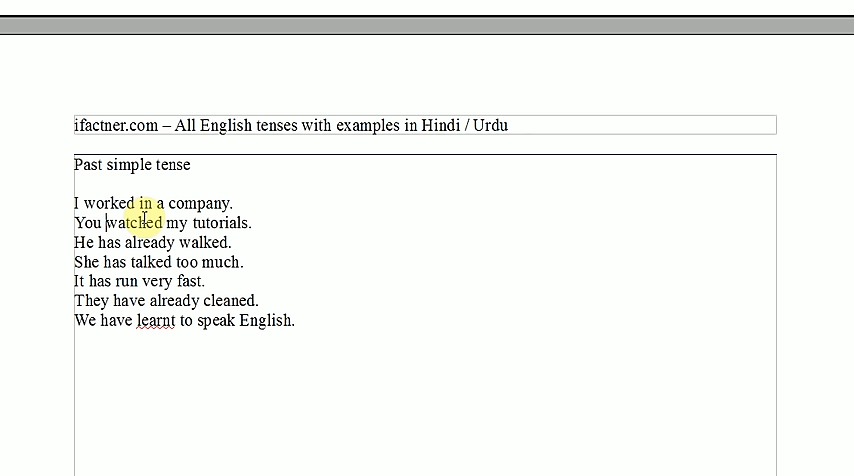 ifactner.com – All English tenses with examples in Hindi / Urdu
Past simple tense
I worked in a company.
You watched my tutorials.
He has already walked.
She has talked too much.
It has run very fast.
They have already cleaned.
We have learnt to speak English.